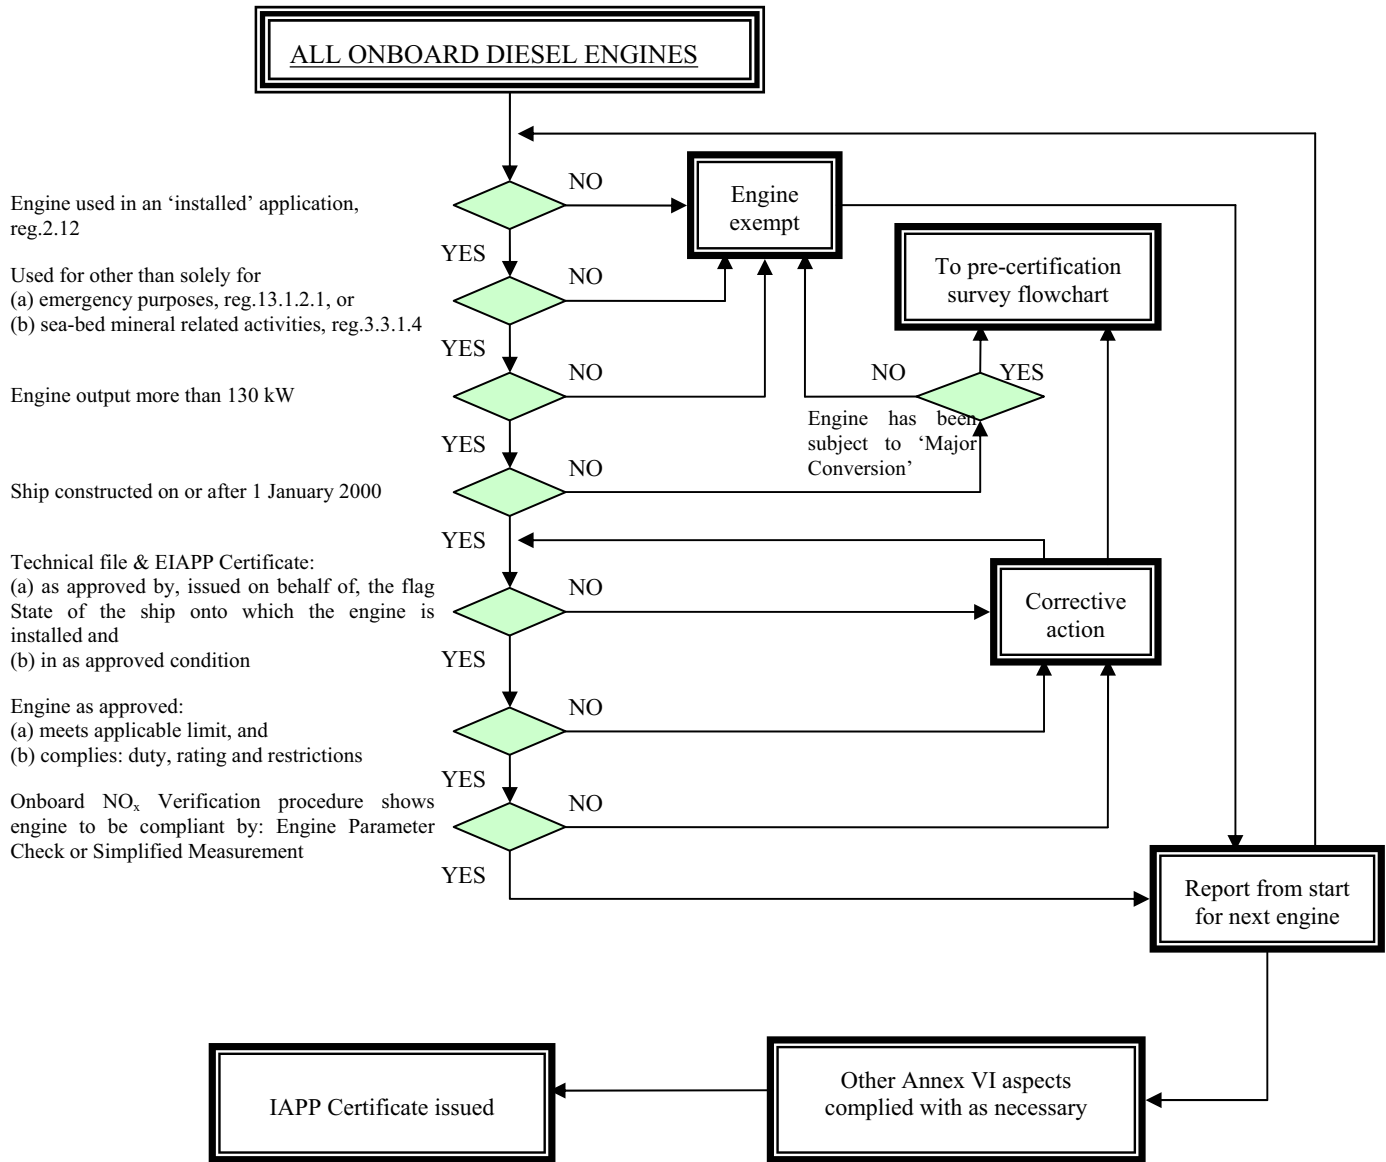 ALL ONBOARD DIESEL ENGINES
Engine used in an ‘installed’ application,
reg.2.12
NO
YES
Engine
exempt
Used for other than solely for
(a) emergency purposes, reg.13.1.2.1, or
(b) sea-bed mineral related activities, reg.3.3.1.4
NO
YES
To pre-certification
survey flowchart
Engine output more than 130 kW
NO
YES
NO
YES
Engine has been
subject to ‘Major
Conversion’
Ship constructed on or after 1 January 2000
NO
YES
Technical file & EIAPP Certificate:
(a) as approved by, issued on behalf of, the flag
State of the ship onto which the engine is
installed and
(b) in as approved condition
NO
YES
Corrective
action
Engine as approved:
(a) meets applicable limit, and
(b) complies: duty, rating and restrictions
NO
YES
Onboard NOx Verification procedure shows
engine to be compliant by: Engine Parameter
Check or Simplified Measurement
NO
YES
Report from start
for next engine
Other Annex VI aspects
complied with as necessary
IAPP Certificate issued